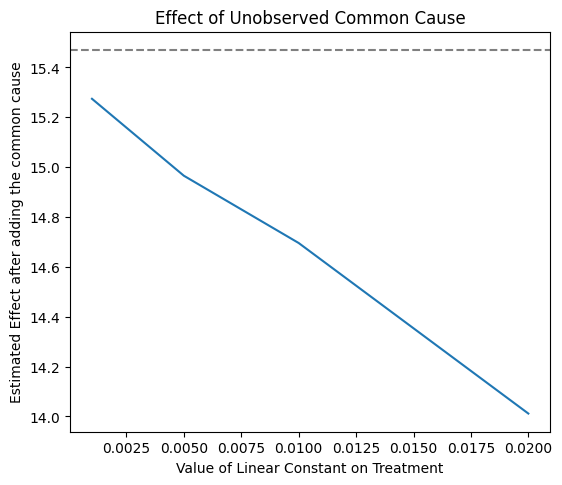 Effect of Unobserved Common Cause
Estimated Effect after adding the common cause
15.4
15.2
15.0
14.8
14.6
14.4
14.2
14.0
0.0025 0.0050 0.0075 0.0100 0.0125 0.0150 0.0175 0.0200
Value of Linear Constant on Treatment